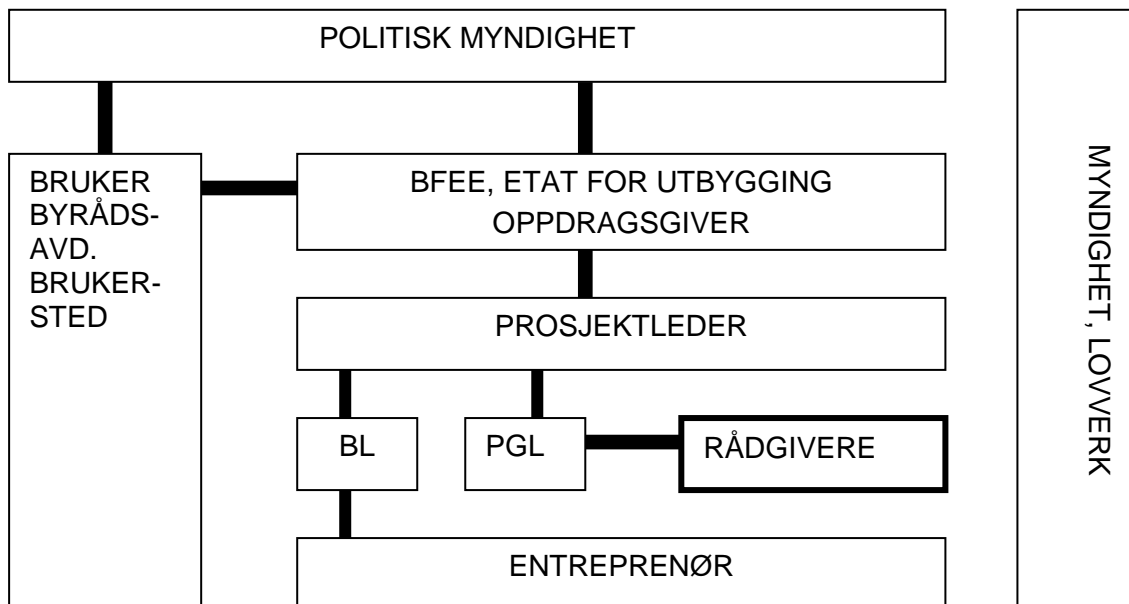 POLITISK MYNDIGHET
BRUKER
BYRÅDS-
AVD.
BRUKER-
STED
BFEE, ETAT FOR UTBYGGING
OPPDRAGSGIVER
PROSJEKTLEDER
BL
PGL
RÅDGIVERE
ENTREPRENØR
MYNDIGHET, LOVVERK